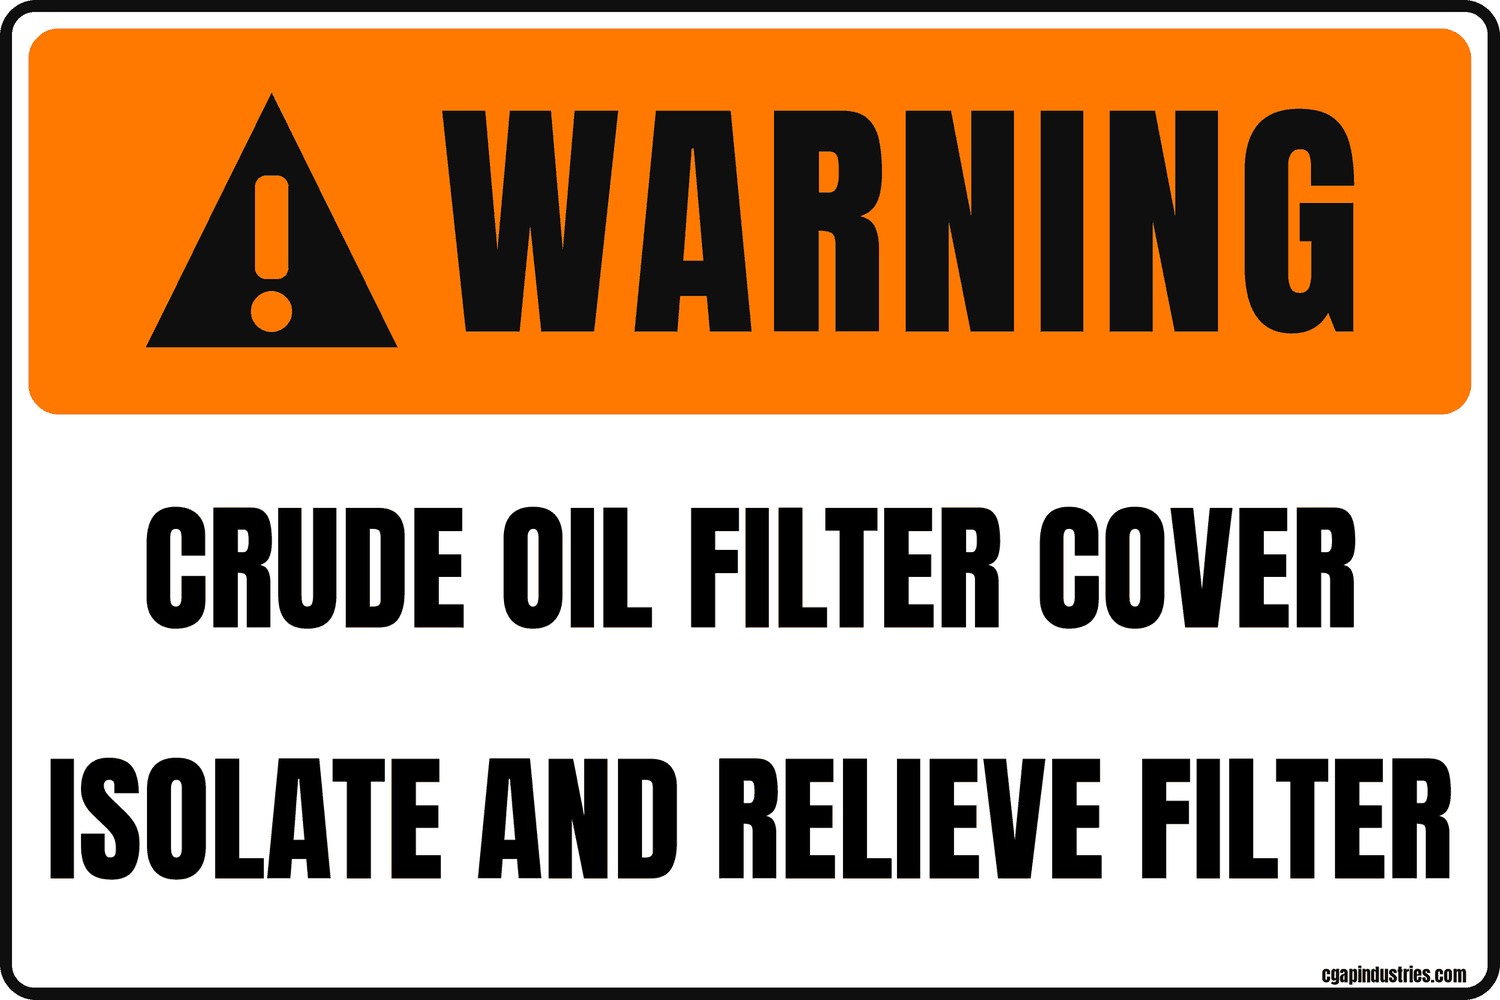 WARNING
CRUDE OIL FILTER COVER
ISOLATE AND RELIEVE FILTER
cgapindustries.com